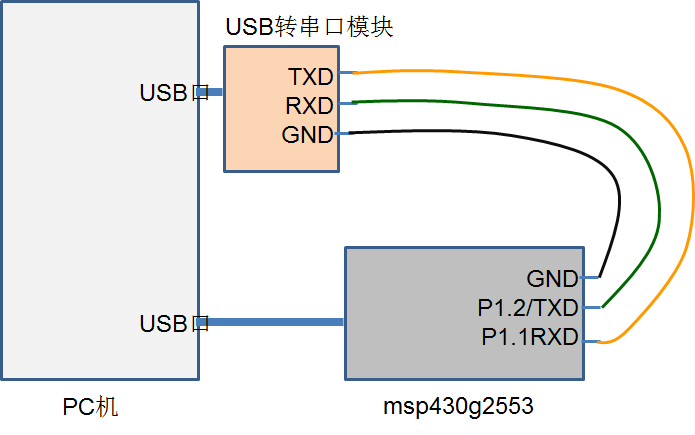 USB转串口模块
TXD
USB口
RXD
GND
GND
P1.2/TXD
USB口
P1.1RXD
PC机
msp430g2553